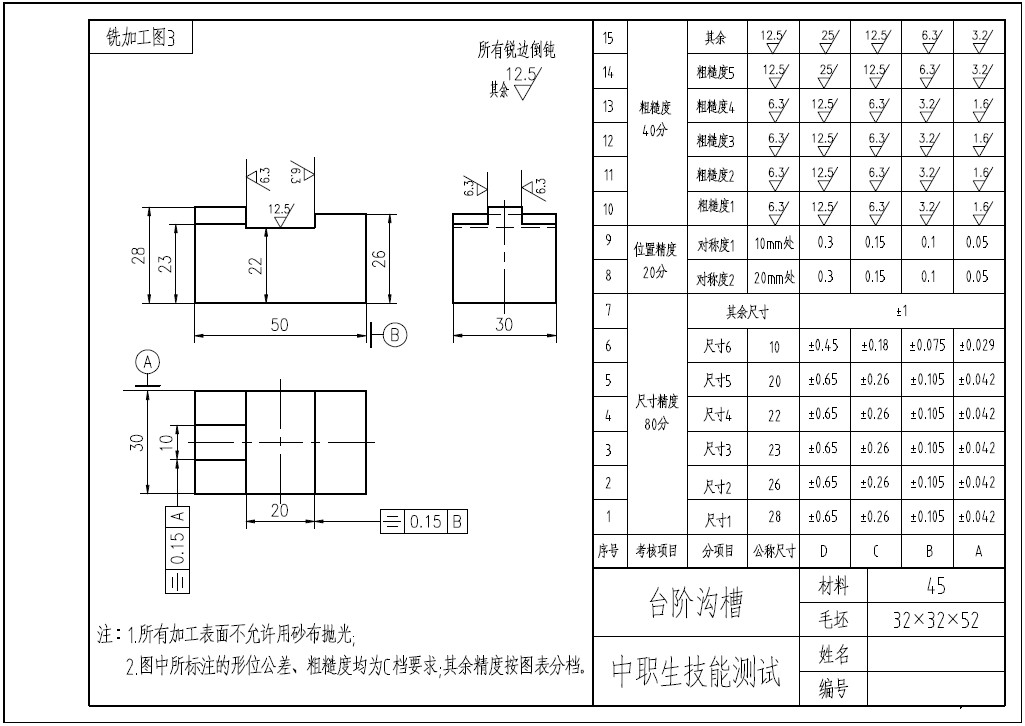 铣加工图3
所有锐边倒钝
其余 12.5
6.3 6.3 12.5
28 23 22 26
50 B
6.3 6.3
30
A
30 10
20
0.15 B
0.15 A
注：1.所有加工表面不允许用砂布抛光;
2.图中所标注的形位公差、粗糙度均为C档要求;其余精度按图表分档。
15 粗糙度 40分 其余 12.5 25 12.5 6.3 3.2
14 粗糙度5 12.5 25 12.5 6.3 3.2
13 粗糙度4 6.3 12.5 6.3 3.2 1.6
12 粗糙度3 6.3 12.5 6.3 3.2 1.6
11 粗糙度2 6.3 12.5 6.3 3.2 1.6
10 粗糙度1 6.3 12.5 6.3 3.2 1.6
9 位置精度 20分 对称度1 10mm处 0.3 0.15 0.1 0.05
8 对称度2 20mm处 0.3 0.15 0.1 0.05
7 尺寸精度 80分 其余尺寸 ±1
6 尺寸6 10 ±0.45 ±0.18 ±0.075 ±0.029
5 尺寸5 20 ±0.65 ±0.26 ±0.105 ±0.042
4 尺寸4 22 ±0.65 ±0.26 ±0.105 ±0.042
3 尺寸3 23 ±0.65 ±0.26 ±0.105 ±0.042
2 尺寸2 26 ±0.65 ±0.26 ±0.105 ±0.042
1 尺寸1 28 ±0.65 ±0.26 ±0.105 ±0.042
序号 考核项目 分项目 公称尺寸 D C B A
台阶沟槽
材料 45
毛坯 32×32×52
中职生技能测试
姓名
编号